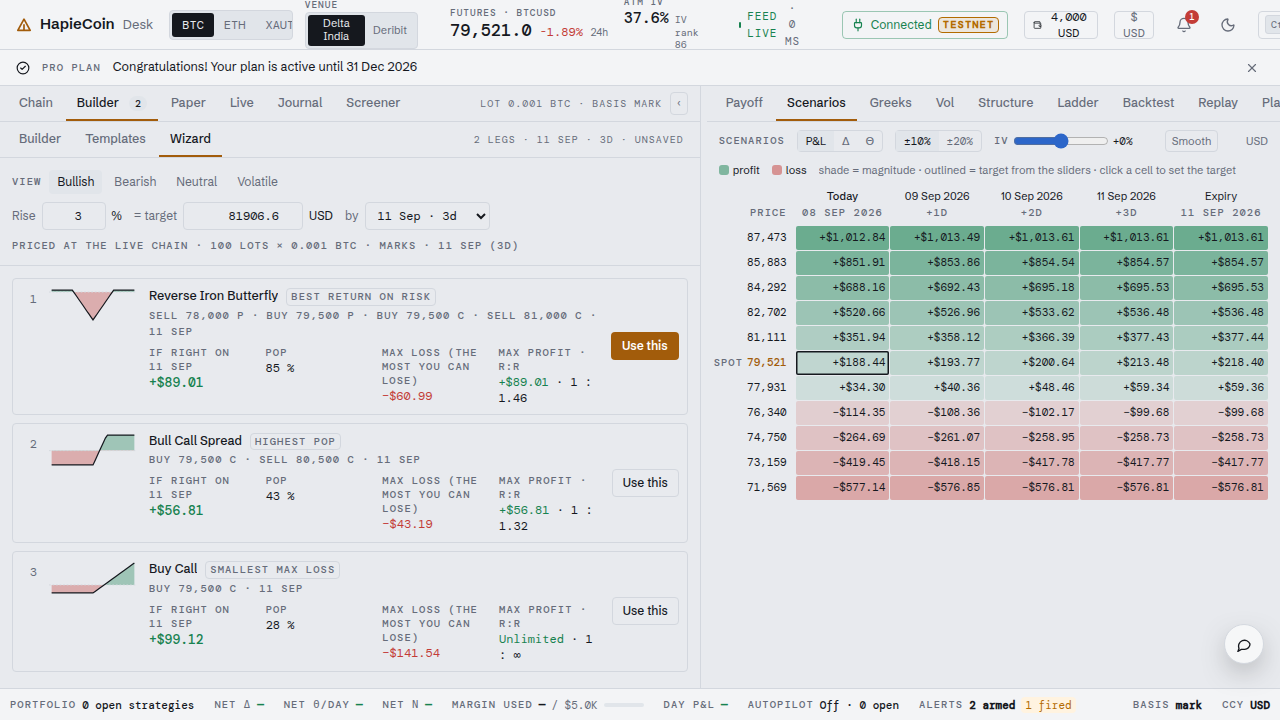 HapieCoin Desk
BTC ETH XAUT
VENUE
Delta India Deribit
FUTURES · BTCUSD
79,521.0 -1.89% 24h
ATM IV
37.6% IV rank 86
FEED LIVE · 0 MS
Connected TESTNET
4,000 USD
$ USD
1
PRO PLAN Congratulations! Your plan is active until 31 Dec 2026
Chain Builder 2 Paper Live Journal Screener LOT 0.001 BTC · BASIS MARK
Builder Templates Wizard 2 LEGS · 11 SEP · 3D · UNSAVED
VIEW Bullish Bearish Neutral Volatile
Rise 3 % = target 81906.6 USD by 11 Sep · 3d
PRICED AT THE LIVE CHAIN · 100 LOTS × 0.001 BTC · MARKS · 11 SEP (3D)
1 Reverse Iron Butterfly BEST RETURN ON RISK
SELL 78,000 P · BUY 79,500 P · BUY 79,500 C · SELL 81,000 C ·
11 SEP
IF RIGHT ON 11 SEP +$89.01
POP 85 %
MAX LOSS (THE MOST YOU CAN LOSE) −$60.99
MAX PROFIT · R:R +$89.01 · 1 : 1.46
Use this
2 Bull Call Spread HIGHEST POP
BUY 79,500 C · SELL 80,500 C · 11 SEP
IF RIGHT ON 11 SEP +$56.81
POP 43 %
MAX LOSS (THE MOST YOU CAN LOSE) −$43.19
MAX PROFIT · R:R +$56.81 · 1 : 1.32
Use this
3 Buy Call SMALLEST MAX LOSS
BUY 79,500 C · 11 SEP
IF RIGHT ON 11 SEP +$99.12
POP 28 %
MAX LOSS (THE MOST YOU CAN LOSE) −$141.54
MAX PROFIT · R:R Unlimited · 1 : ∞
Use this
Payoff Scenarios Greeks Vol Structure Ladder Backtest Replay
SCENARIOS P&L Δ Θ ±10% ±20% IV +0% Smooth USD
profit loss shade = magnitude · outlined = target from the sliders · click a cell to set the target
Today 09 Sep 2026 10 Sep 2026 11 Sep 2026 Expiry
PRICE 08 SEP 2026 +1D +2D +3D 11 SEP 2026
87,473 +$1,012.84 +$1,013.49 +$1,013.61 +$1,013.61 +$1,013.61
85,883 +$851.91 +$853.86 +$854.54 +$854.57 +$854.57
84,292 +$688.16 +$692.43 +$695.18 +$695.53 +$695.53
82,702 +$520.66 +$526.96 +$533.62 +$536.48 +$536.48
81,111 +$351.94 +$358.12 +$366.39 +$377.43 +$377.44
SPOT 79,521 +$188.44 +$193.77 +$200.64 +$213.48 +$218.40
77,931 +$34.30 +$40.36 +$48.46 +$59.34 +$59.36
76,340 −$114.35 −$108.36 −$102.17 −$99.68 −$99.68
74,750 −$264.69 −$261.07 −$258.95 −$258.73 −$258.73
73,159 −$419.45 −$418.15 −$417.78 −$417.77 −$417.77
71,569 −$577.14 −$576.85 −$576.81 −$576.81 −$576.81
PORTFOLIO 0 open strategies NET Δ — NET Θ/DAY — NET N — MARGIN USED — / $5.0K DAY P&L — AUTOPILOT Off · 0 open ALERTS 2 armed 1 fired BASIS mark CCY USD